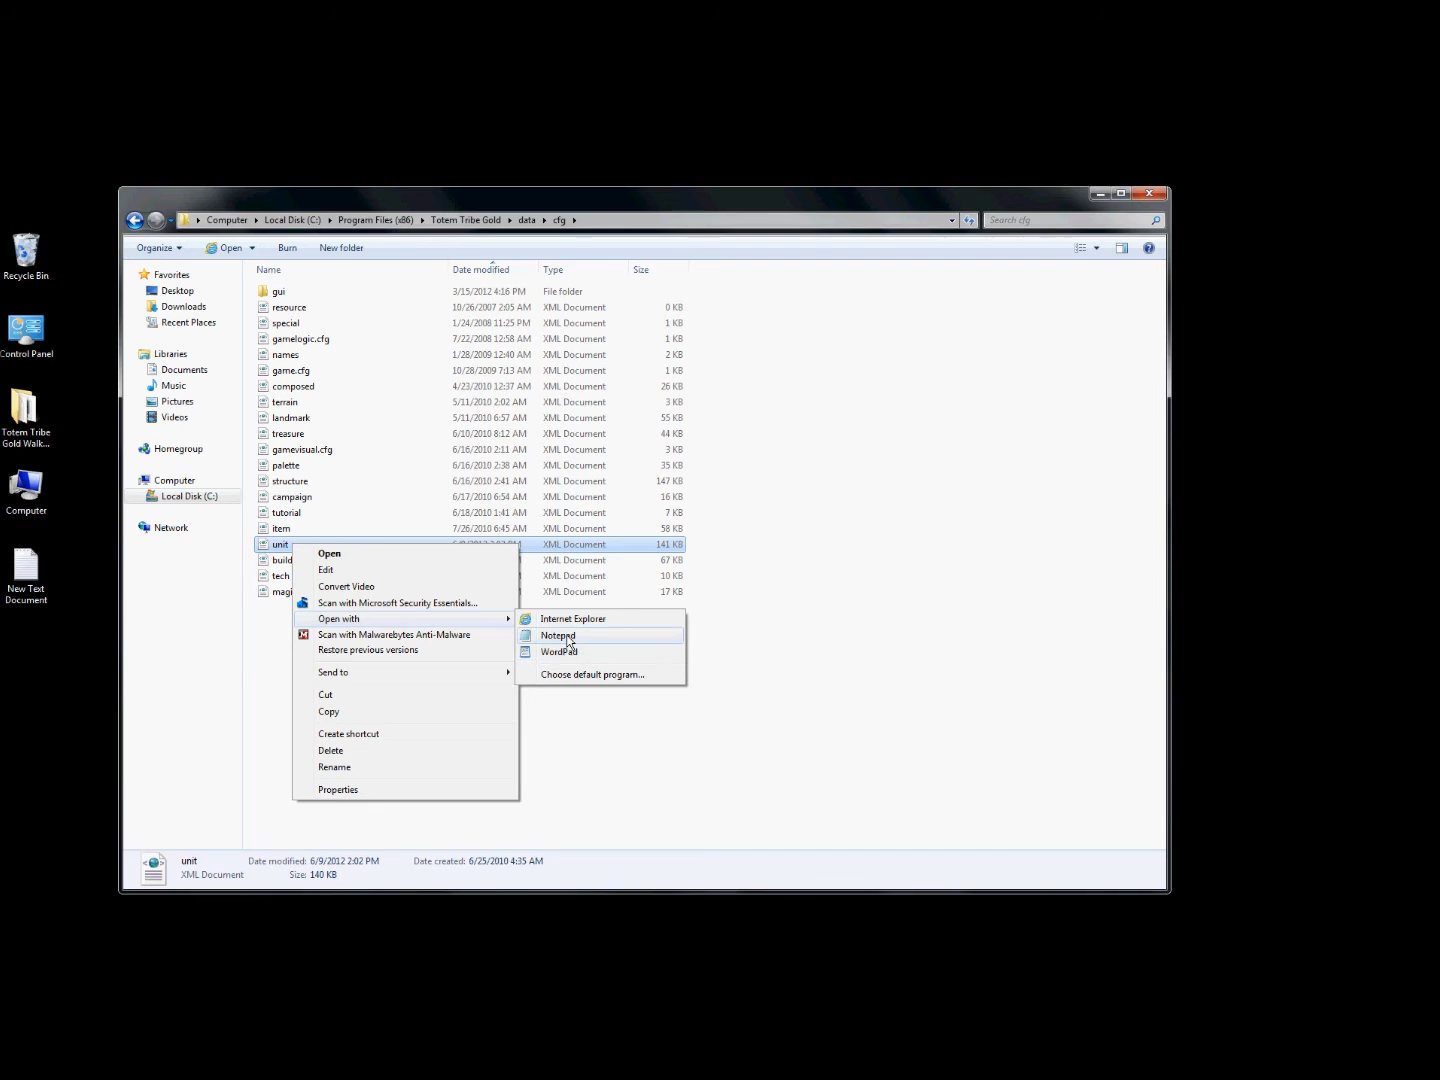 Computer Local Disk (C:) Program Files (x86) Totem Tribe Gold data cfg Search cfg
Organize Open Burn New folder
Recycle Bin
Control Panel
Totem Tribe
Gold Walk...
Computer
New Text
Document
Favorites
Desktop
Downloads
Recent Places
Libraries
Documents
Music
Pictures
Videos
Homegroup
Computer
Local Disk (C:)
Network
Name Date modified Type Size
gui 3/15/2012 4:16 PM File folder
resource 10/26/2007 2:05 AM XML Document 0 KB
special 1/24/2008 11:25 PM XML Document 1 KB
gamelogic.cfg 7/22/2008 12:58 AM XML Document 1 KB
names 1/28/2009 12:40 AM XML Document 2 KB
game.cfg 10/28/2009 7:13 AM XML Document 1 KB
composed 4/23/2010 12:37 AM XML Document 26 KB
terrain 5/11/2010 2:02 AM XML Document 3 KB
landmark 5/11/2010 6:57 AM XML Document 55 KB
treasure 6/10/2010 8:12 AM XML Document 44 KB
gamevisual.cfg 6/16/2010 2:11 AM XML Document 3 KB
palette 6/16/2010 2:38 AM XML Document 35 KB
structure 6/16/2010 2:41 AM XML Document 147 KB
campaign 6/17/2010 6:54 AM XML Document 16 KB
tutorial 6/18/2010 1:41 AM XML Document 7 KB
item 7/26/2010 6:45 AM XML Document 58 KB
unit XML Document 141 KB
build XML Document 67 KB
tech XML Document 10 KB
magi XML Document 17 KB
Open
Edit
Convert Video
Scan with Microsoft Security Essentials...
Open with
Scan with Malwarebytes Anti-Malware
Restore previous versions
Send to
Cut
Copy
Create shortcut
Delete
Rename
Properties
Internet Explorer
Notepad
WordPad
Choose default program...
unit Date modified: 6/9/2012 2:02 PM Date created: 6/25/2010 4:35 AM
XML Document Size: 140 KB